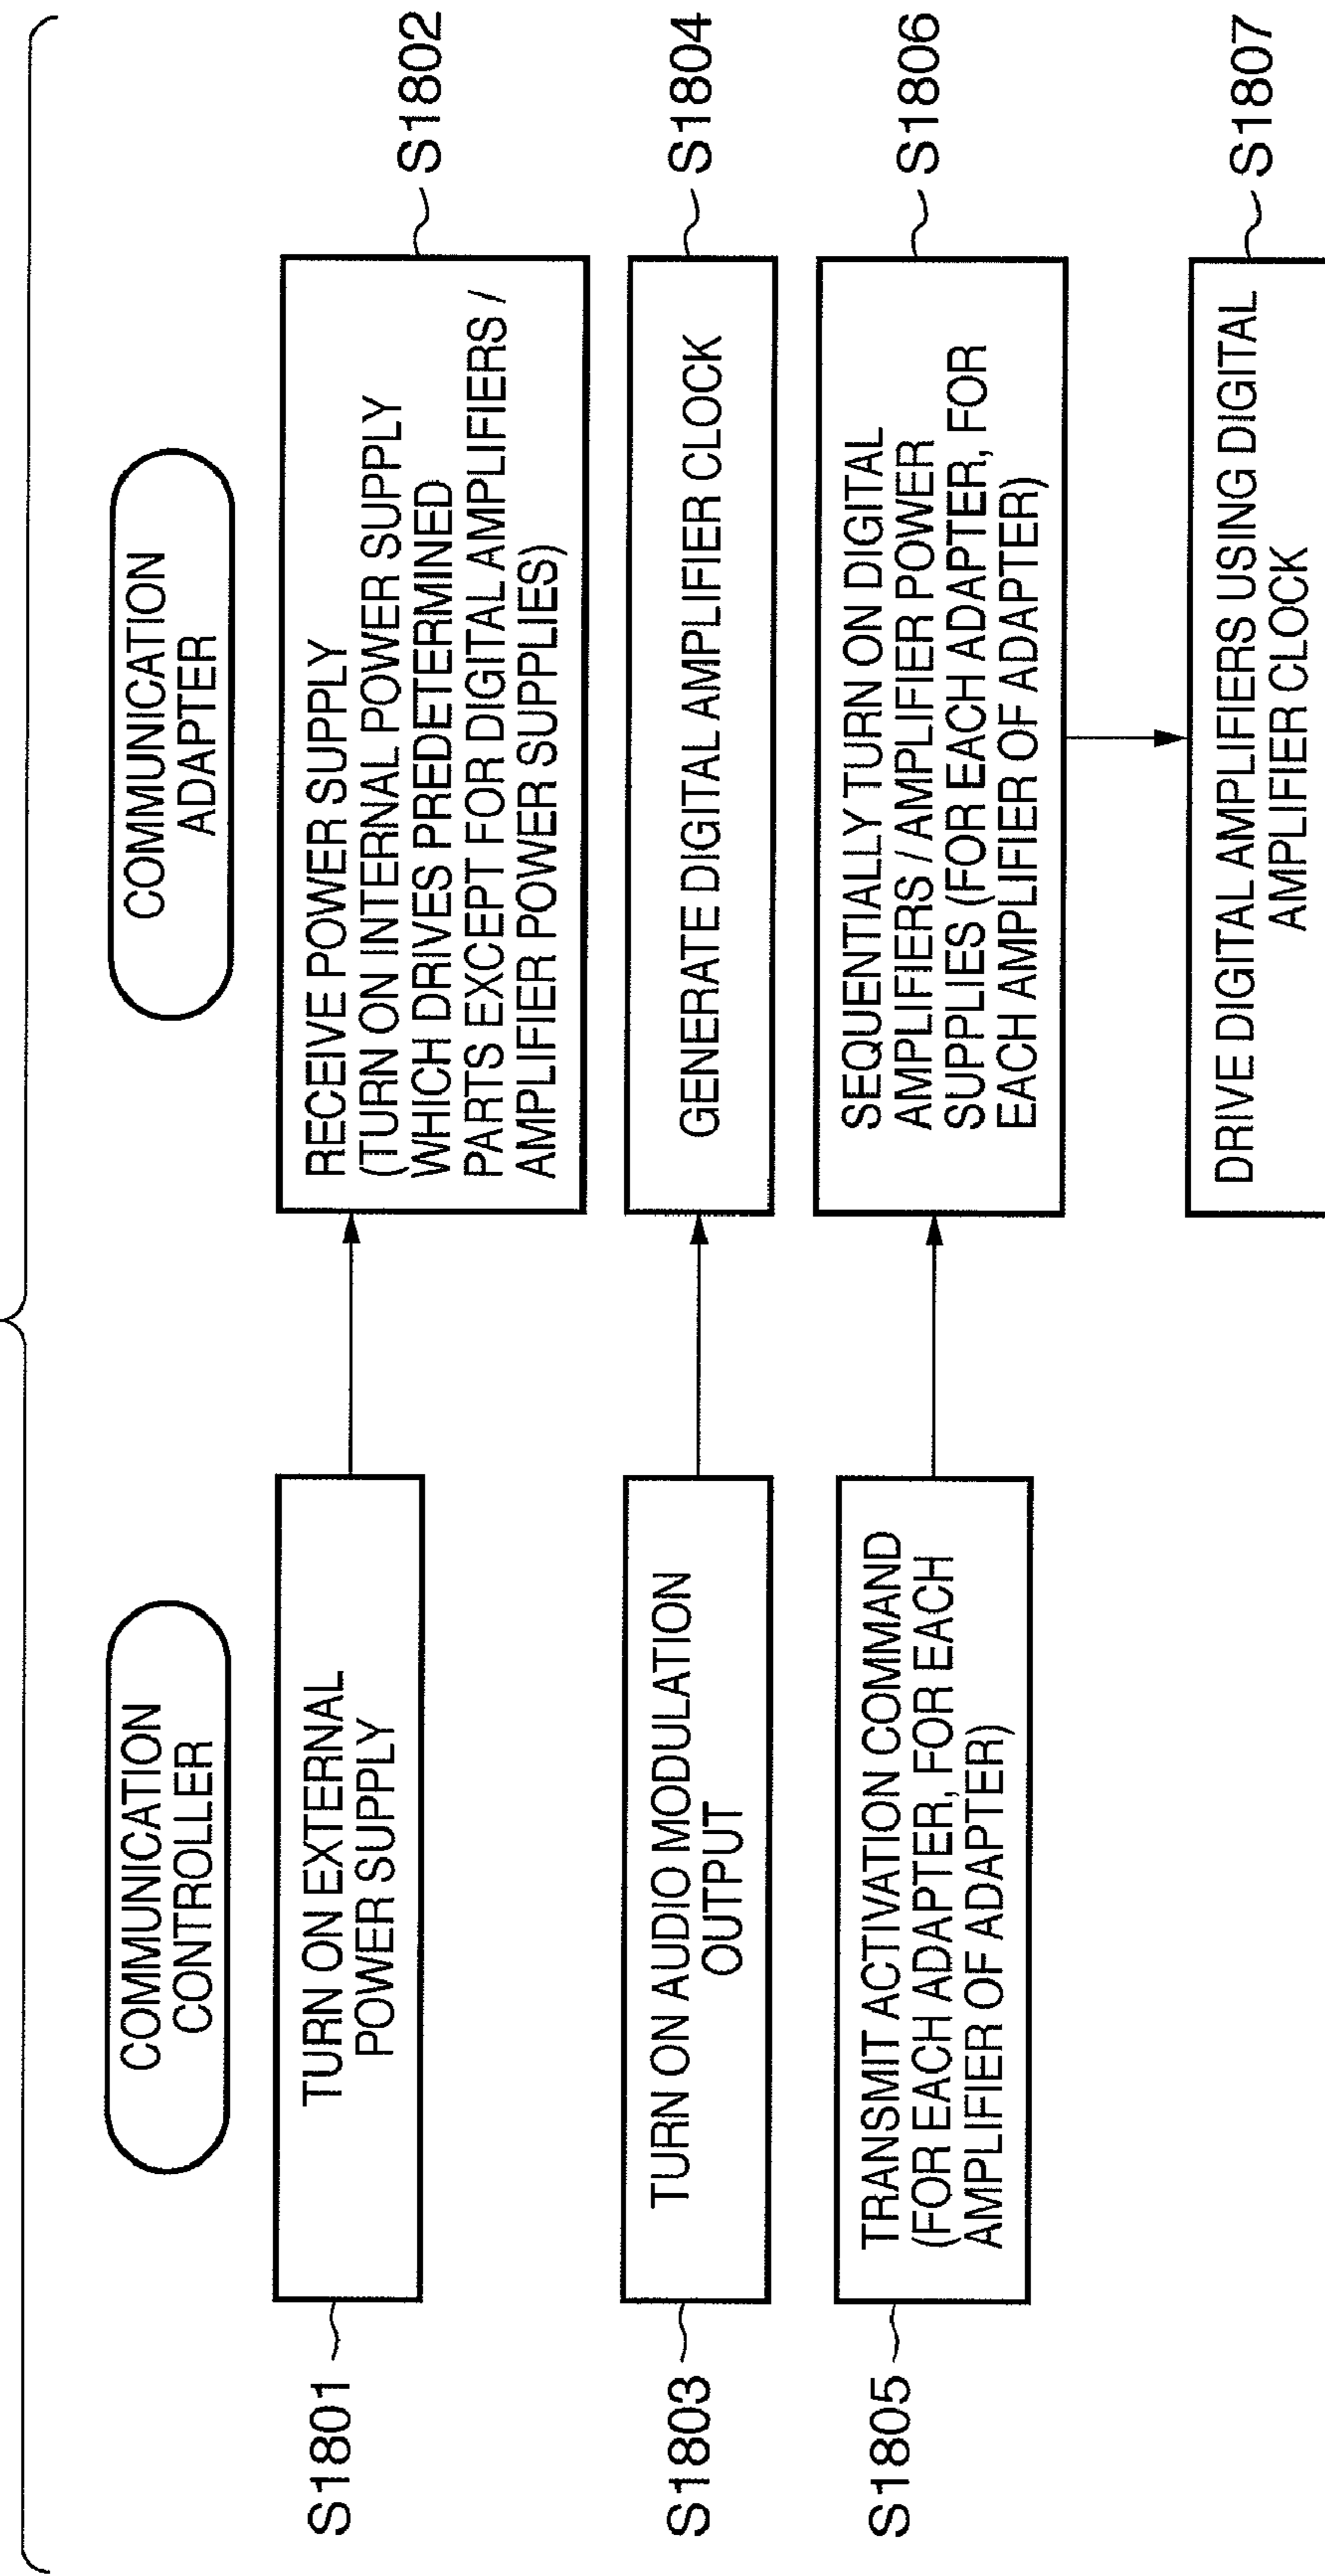 COMMUNICATION
CONTROLLER
COMMUNICATION
ADAPTER
S1801
TURN ON EXTERNAL
POWER SUPPLY
RECEIVE POWER SUPPLY
(TURN ON INTERNAL POWER SUPPLY
WHICH DRIVES PREDETERMINED
PARTS EXCEPT FOR DIGITAL AMPLIFIERS /
AMPLIFIER POWER SUPPLIES)
S1802
S1803
TURN ON AUDIO MODULATION
OUTPUT
GENERATE DIGITAL AMPLIFIER CLOCK
S1804
S1805
TRANSMIT ACTIVATION COMMAND
(FOR EACH ADAPTER, FOR EACH
AMPLIFIER OF ADAPTER)
SEQUENTIALLY TURN ON DIGITAL
AMPLIFIERS / AMPLIFIER POWER
SUPPLIES (FOR EACH ADAPTER, FOR
EACH AMPLIFIER OF ADAPTER)
S1806
DRIVE DIGITAL AMPLIFIERS USING DIGITAL
AMPLIFIER CLOCK
S1807